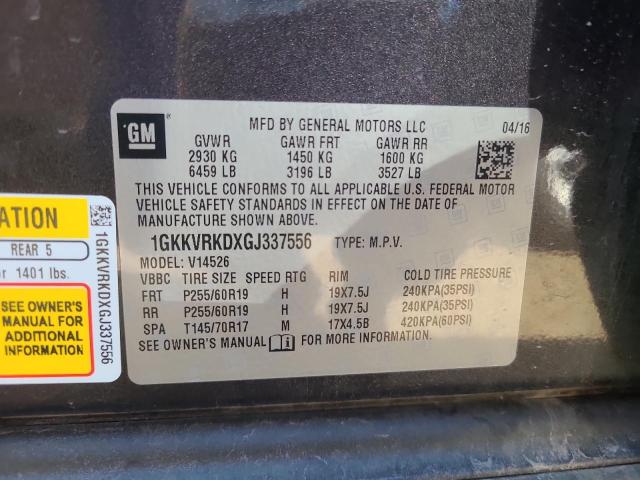 GM
®
MFD BY GENERAL MOTORS LLC 04/16
GVWR GAWR FRT GAWR RR
2930 KG 1450 KG 1600 KG
6459 LB 3196 LB 3527 LB
THIS VEHICLE CONFORMS TO ALL APPLICABLE U.S. FEDERAL MOTOR
VEHICLE SAFETY STANDARDS IN EFFECT ON THE DATE OF
MANUFACTURE SHOWN ABOVE.
1GKKVRKDXGJ337556 TYPE: M.P.V.
MODEL: V14526
VBBC TIRE SIZE SPEED RTG RIM COLD TIRE PRESSURE
FRT P255/60R19 H 19X7.5J 240KPA(35PSI)
RR P255/60R19 H 19X7.5J 240KPA(35PSI)
SPA T145/70R17 M 17X4.5B 420KPA(60PSI)
SEE OWNER'S MANUAL FOR MORE INFORMATION.
REAR 5
or 1401 lbs.
SEE OWNER'S
MANUAL FOR
ADDITIONAL
INFORMATION
1GKKVRKDXGJ337556